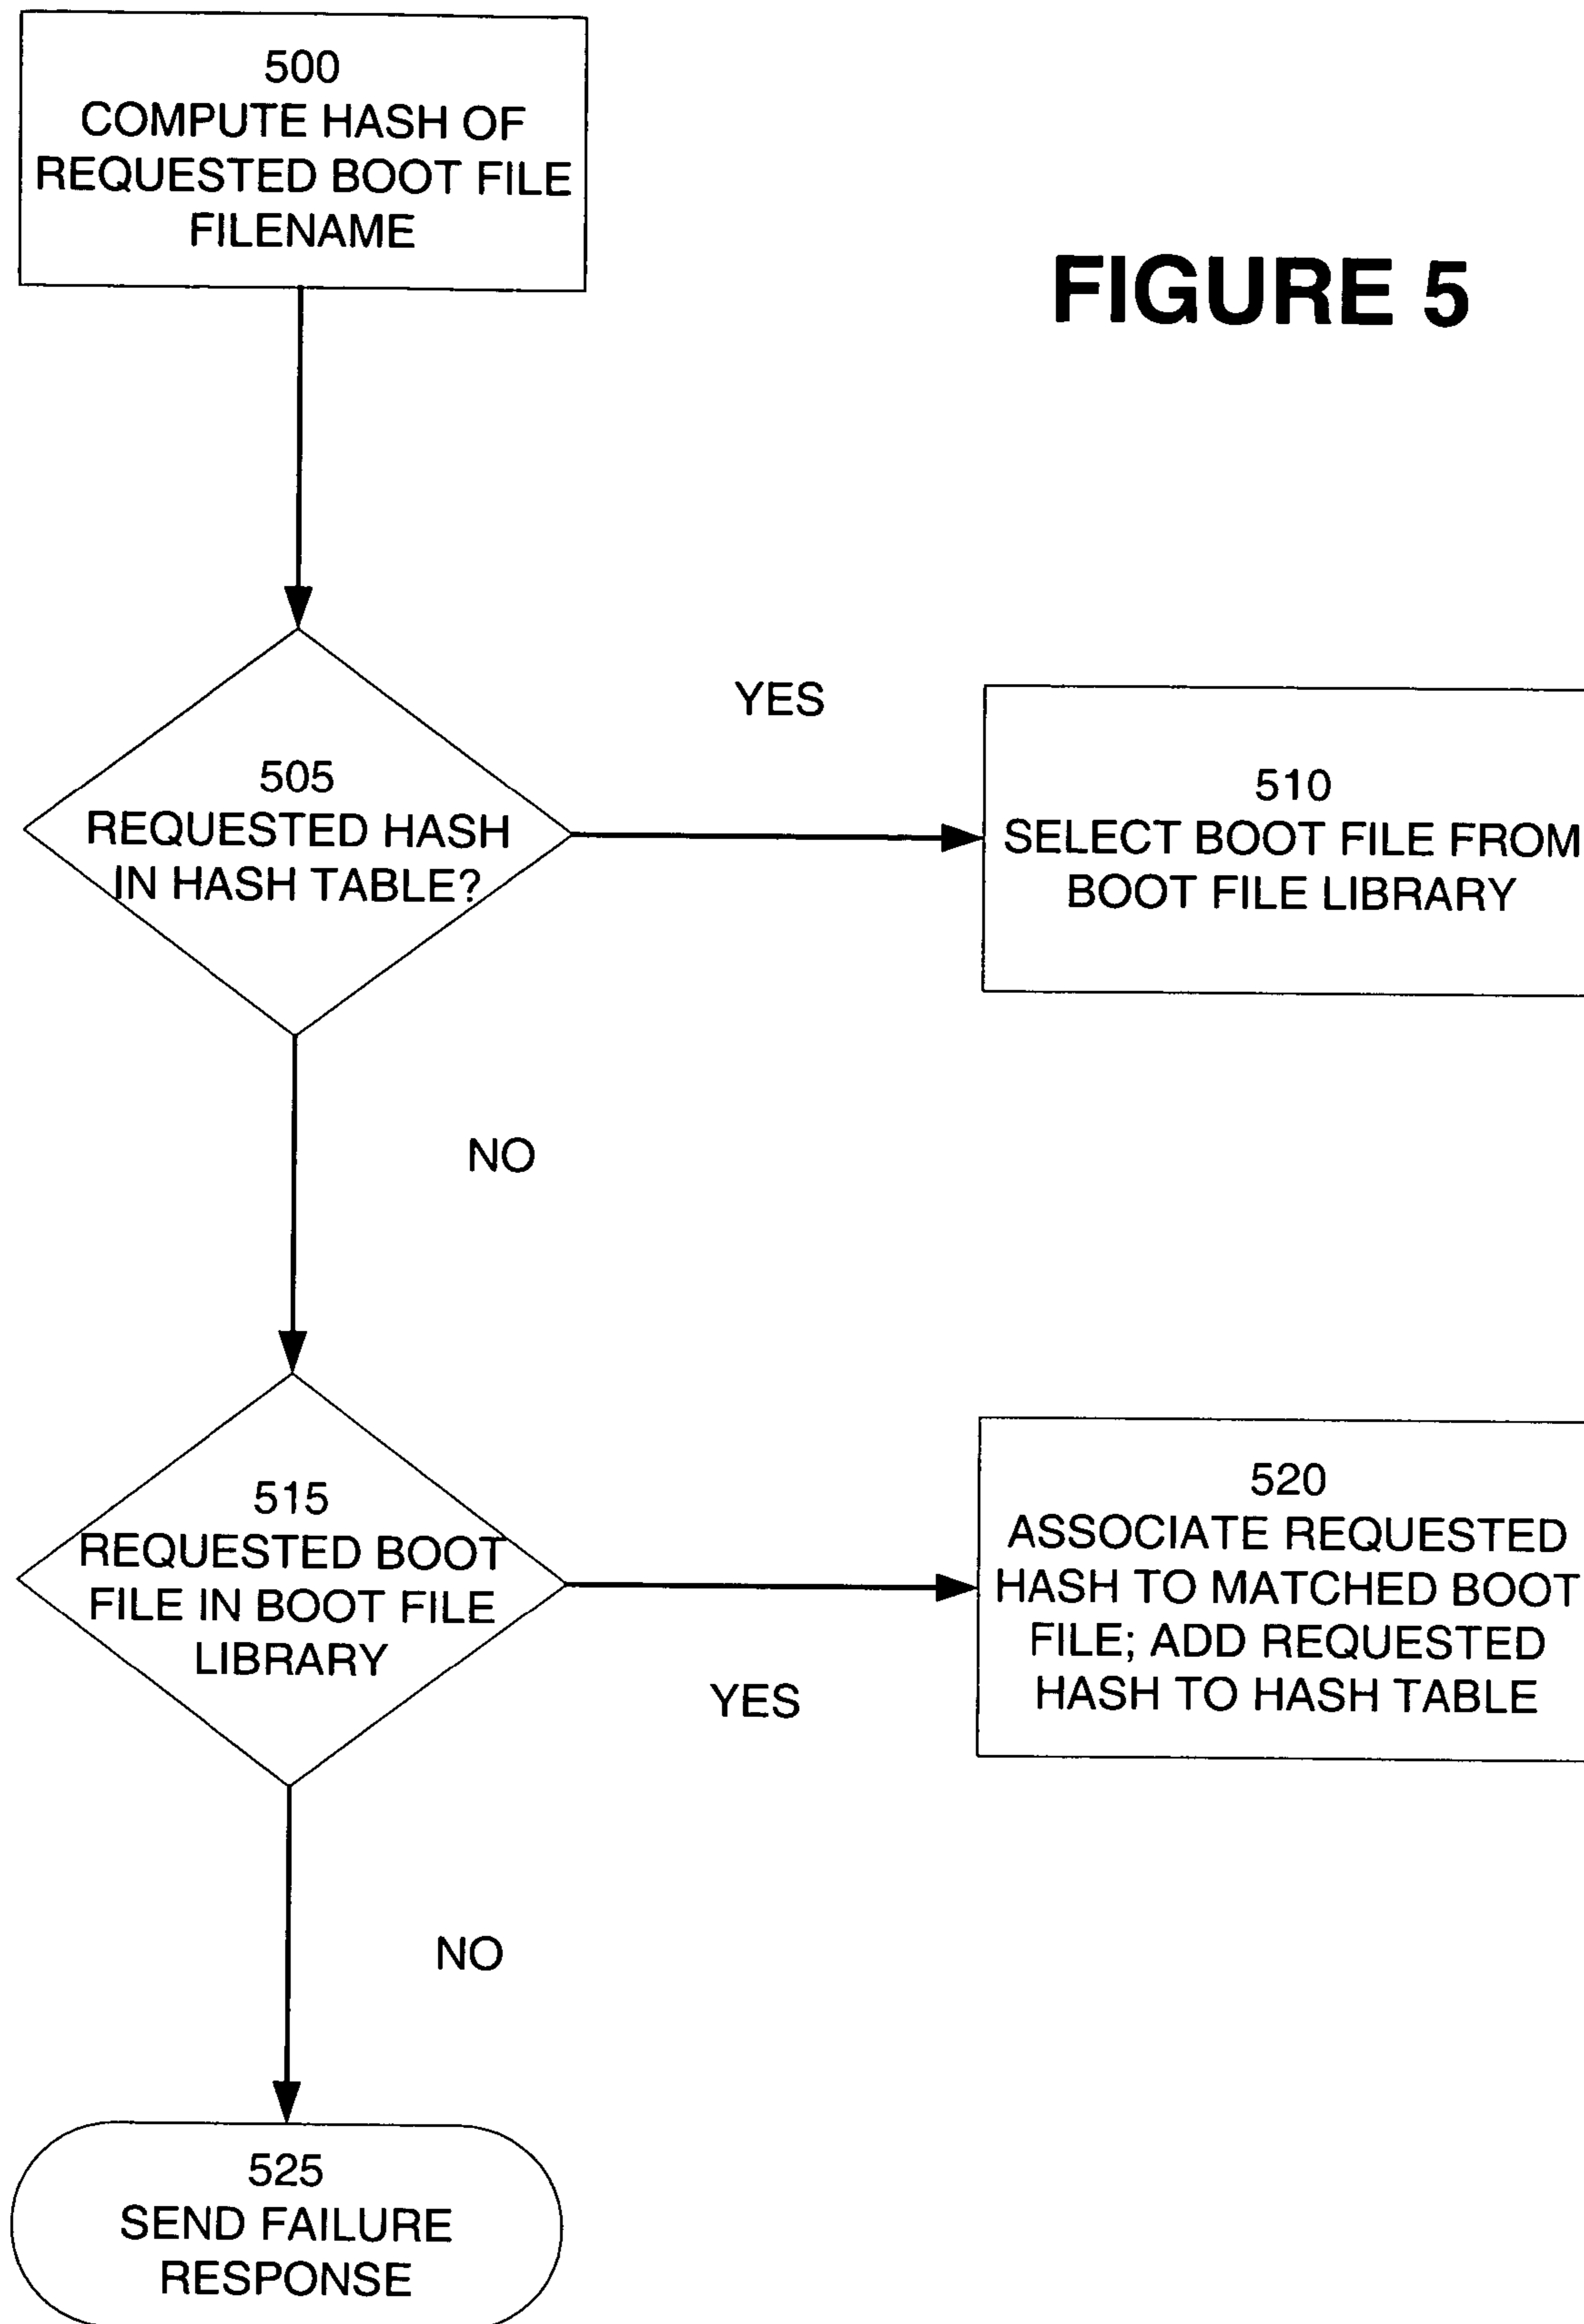 500
COMPUTE HASH OF
REQUESTED BOOT FILE
FILENAME
FIGURE 5
YES
505
REQUESTED HASH
IN HASH TABLE?
510
SELECT BOOT FILE FROM
BOOT FILE LIBRARY
NO
515
REQUESTED BOOT
FILE IN BOOT FILE
LIBRARY
YES
520
ASSOCIATE REQUESTED
HASH TO MATCHED BOOT
FILE; ADD REQUESTED
HASH TO HASH TABLE
NO
525
SEND FAILURE
RESPONSE